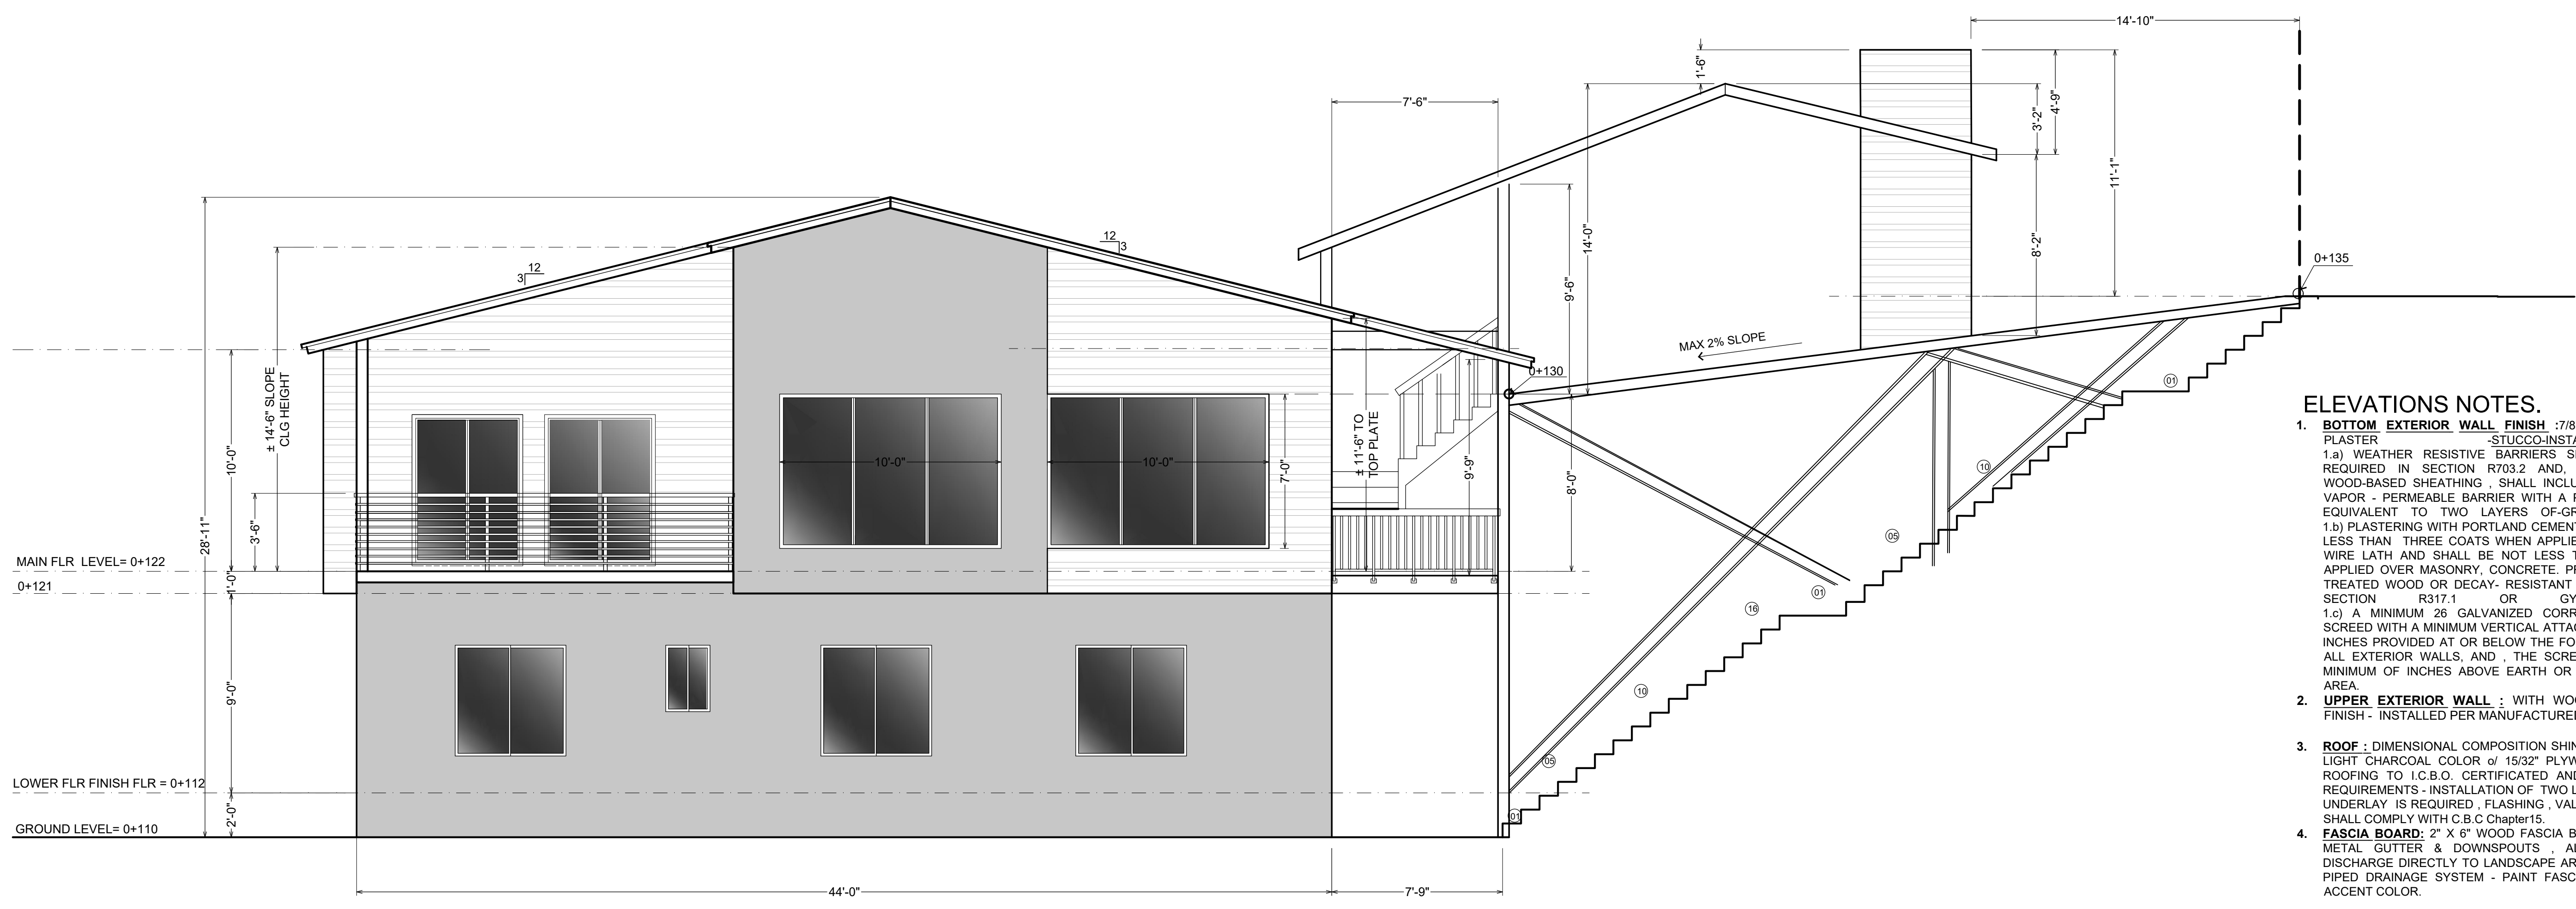 14'-10"
1'-6"
7'-6"
3'-2"
4'-9"
11'-1"
14'-0"
9'-6"
8'-2"
0+135
12
3
12
3
28'-11"
10'-0"
± 14'-6" SLOPE
CLG HEIGHT
3'-6"
MAX 2% SLOPE
0+130
10'-0"
10'-0"
7'-0"
± 11'-6" TO
TOP PLATE
9'-9"
8'-0"
MAIN FLR LEVEL= 0+122
0+121
1'-0"
9'-0"
LOWER FLR FINISH FLR = 0+112
2'-0"
GROUND LEVEL= 0+110
44'-0"
7'-9"
01
10
05
01
16
10
05
01
ELEVATIONS NOTES.
1. BOTTOM EXTERIOR WALL FINISH :7/8
PLASTER -STUCCO-INSTA
1.a) WEATHER RESISTIVE BARRIERS S
REQUIRED IN SECTION R703.2 AND,
WOOD-BASED SHEATHING , SHALL INCLU
VAPOR - PERMEABLE BARRIER WITH A
EQUIVALENT TO TWO LAYERS OF-GR
1.b) PLASTERING WITH PORTLAND CEMENT
LESS THAN THREE COATS WHEN APPLIE
WIRE LATH AND SHALL BE NOT LESS T
APPLIED OVER MASONRY, CONCRETE. PR
TREATED WOOD OR DECAY- RESISTANT
SECTION R317.1 OR GY
1.c) A MINIMUM 26 GALVANIZED CORR
SCREED WITH A MINIMUM VERTICAL ATTAC
INCHES PROVIDED AT OR BELOW THE FO
ALL EXTERIOR WALLS, AND , THE SCRE
MINIMUM OF INCHES ABOVE EARTH OR
AREA.
2. UPPER EXTERIOR WALL : WITH WOO
FINISH - INSTALLED PER MANUFACTURE
3. ROOF : DIMENSIONAL COMPOSITION SHIN
LIGHT CHARCOAL COLOR o/ 15/32" PLYW
ROOFING TO I.C.B.O. CERTIFICATED AND
REQUIREMENTS - INSTALLATION OF TWO L
UNDERLAY IS REQUIRED , FLASHING , VAL
SHALL COMPLY WITH C.B.C Chapter15.
4. FASCIA BOARD: 2" X 6" WOOD FASCIA B
METAL GUTTER & DOWNSPOUTS , AL
DISCHARGE DIRECTLY TO LANDSCAPE AR
PIPED DRAINAGE SYSTEM - PAINT FASC
ACCENT COLOR.